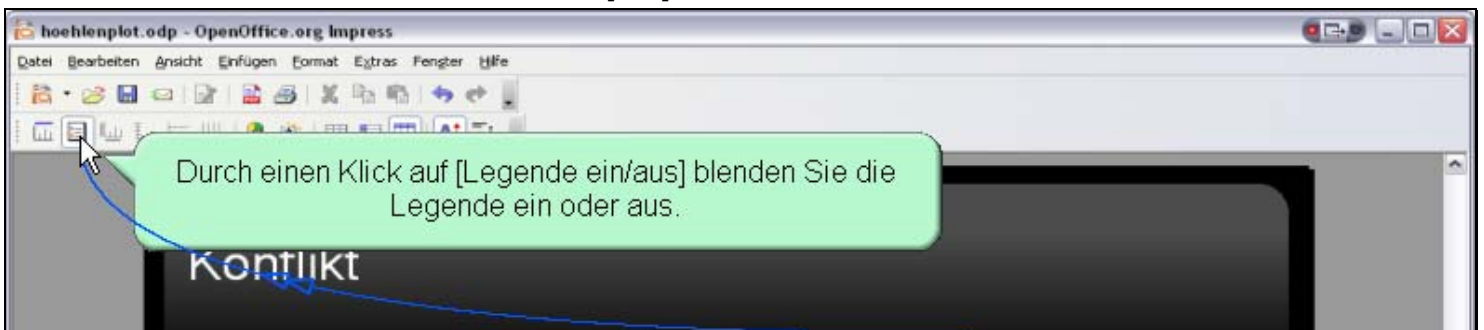 hoehlenplot.odp - OpenOffice.org Impress
Datei Bearbeiten Ansicht Einfügen Format Extras Fenster Hilfe
Durch einen Klick auf [Legende ein/aus] blenden Sie die
Legende ein oder aus.
Konflikt